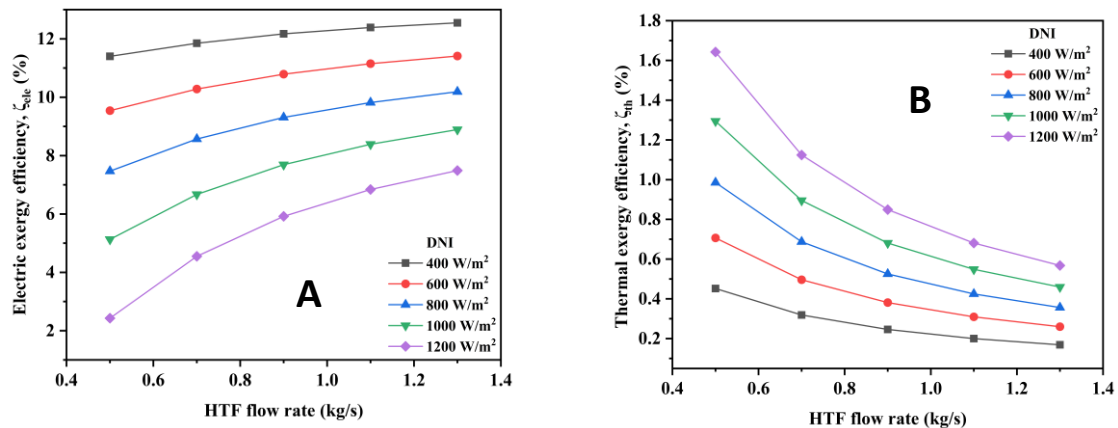 Electric exergy efficiency, ζele (%)
12
10
8
6
4
2
A
DNI
400 W/m²
600 W/m²
800 W/m²
1000 W/m²
1200 W/m²
0.4 0.6 0.8 1.0 1.2 1.4
HTF flow rate (kg/s)
Thermal exergy efficiency, ζth (%)
1.8
1.6
1.4
1.2
1.0
0.8
0.6
0.4
0.2
B
DNI
400 W/m²
600 W/m²
800 W/m²
1000 W/m²
1200 W/m²
0.4 0.6 0.8 1.0 1.2 1.4
HTF flow rate (kg/s)